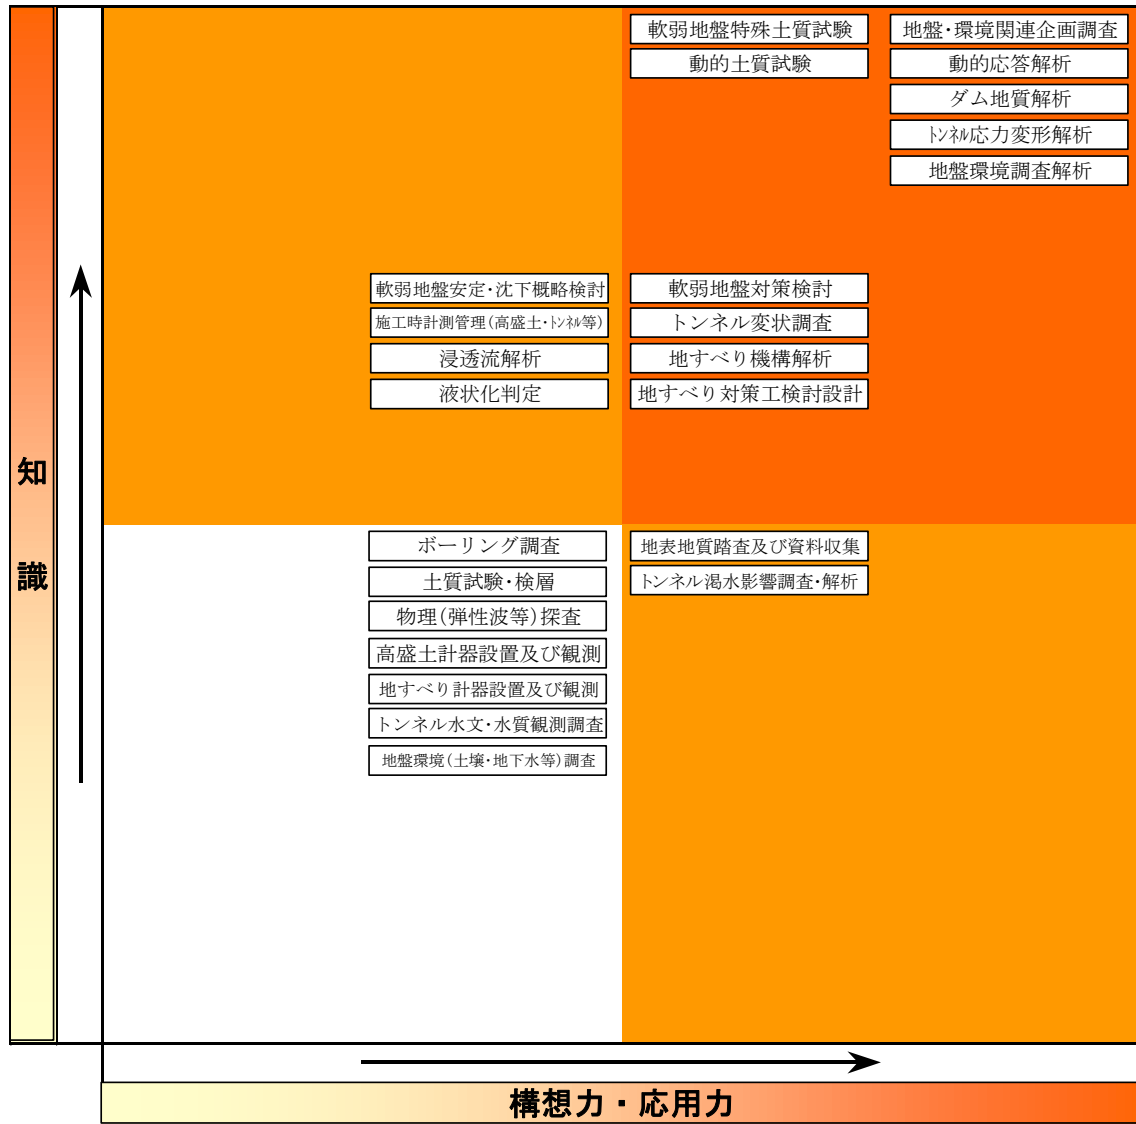 軟弱地盤特殊土質試験
動的土質試験
地盤・環境関連企画調査
動的応答解析
ダム地質解析
ﾄﾝﾈﾙ応力変形解析
地盤環境調査解析
軟弱地盤安定・沈下概略検討
施工時計測管理(高盛土・ﾄﾝﾈﾙ等)
浸透流解析
液状化判定
軟弱地盤対策検討
トンネル変状調査
地すべり機構解析
地すべり対策工検討設計
知
識
ボーリング調査
土質試験・検層
物理(弾性波等)探査
高盛土計器設置及び観測
地すべり計器設置及び観測
トンネル水文・水質観測調査
地盤環境(土壌・地下水等)調査
地表地質踏査及び資料収集
トンネル渇水影響調査・解析
構想力・応用力